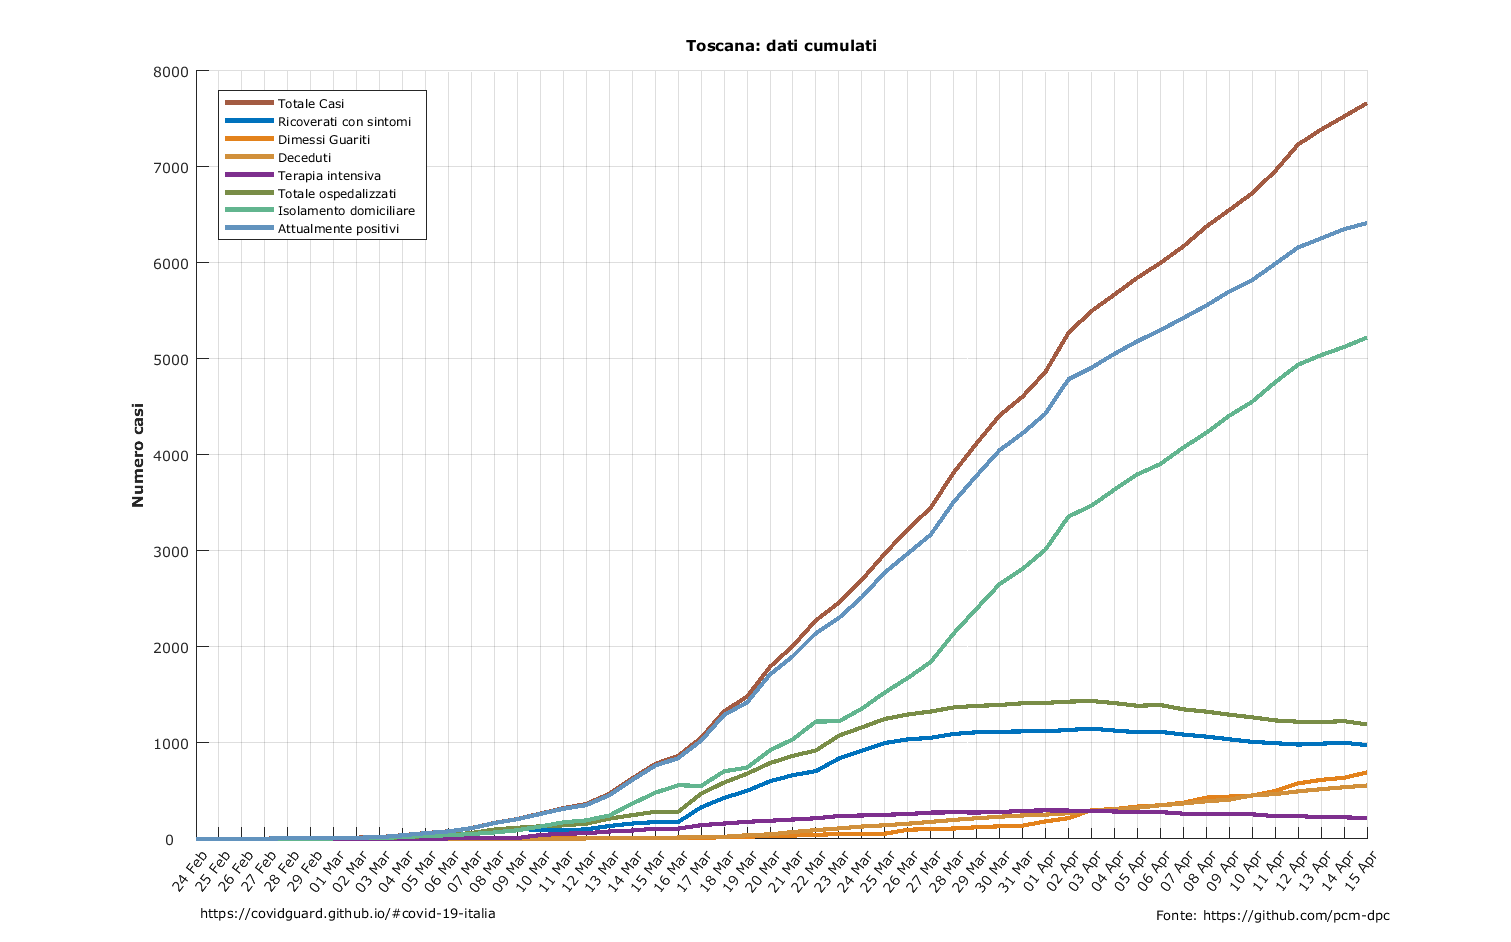 Toscana: dati cumulati
8000
7000
6000
5000
4000
3000
2000
1000
0
Numero casi
Totale Casi
Ricoverati con sintomi
Dimessi Guariti
Deceduti
Terapia intensiva
Totale ospedalizzati
Isolamento domiciliare
Attualmente positivi
24 Feb
25 Feb
26 Feb
27 Feb
28 Feb
29 Feb
01 Mar
02 Mar
03 Mar
04 Mar
05 Mar
06 Mar
07 Mar
08 Mar
09 Mar
10 Mar
11 Mar
12 Mar
13 Mar
14 Mar
15 Mar
16 Mar
17 Mar
18 Mar
19 Mar
20 Mar
21 Mar
22 Mar
23 Mar
24 Mar
25 Mar
26 Mar
27 Mar
28 Mar
29 Mar
30 Mar
31 Mar
01 Apr
02 Apr
03 Apr
04 Apr
05 Apr
06 Apr
07 Apr
08 Apr
09 Apr
10 Apr
11 Apr
12 Apr
13 Apr
14 Apr
15 Apr
https://covidguard.github.io/#covid-19-italia
Fonte: https://github.com/pcm-dpc